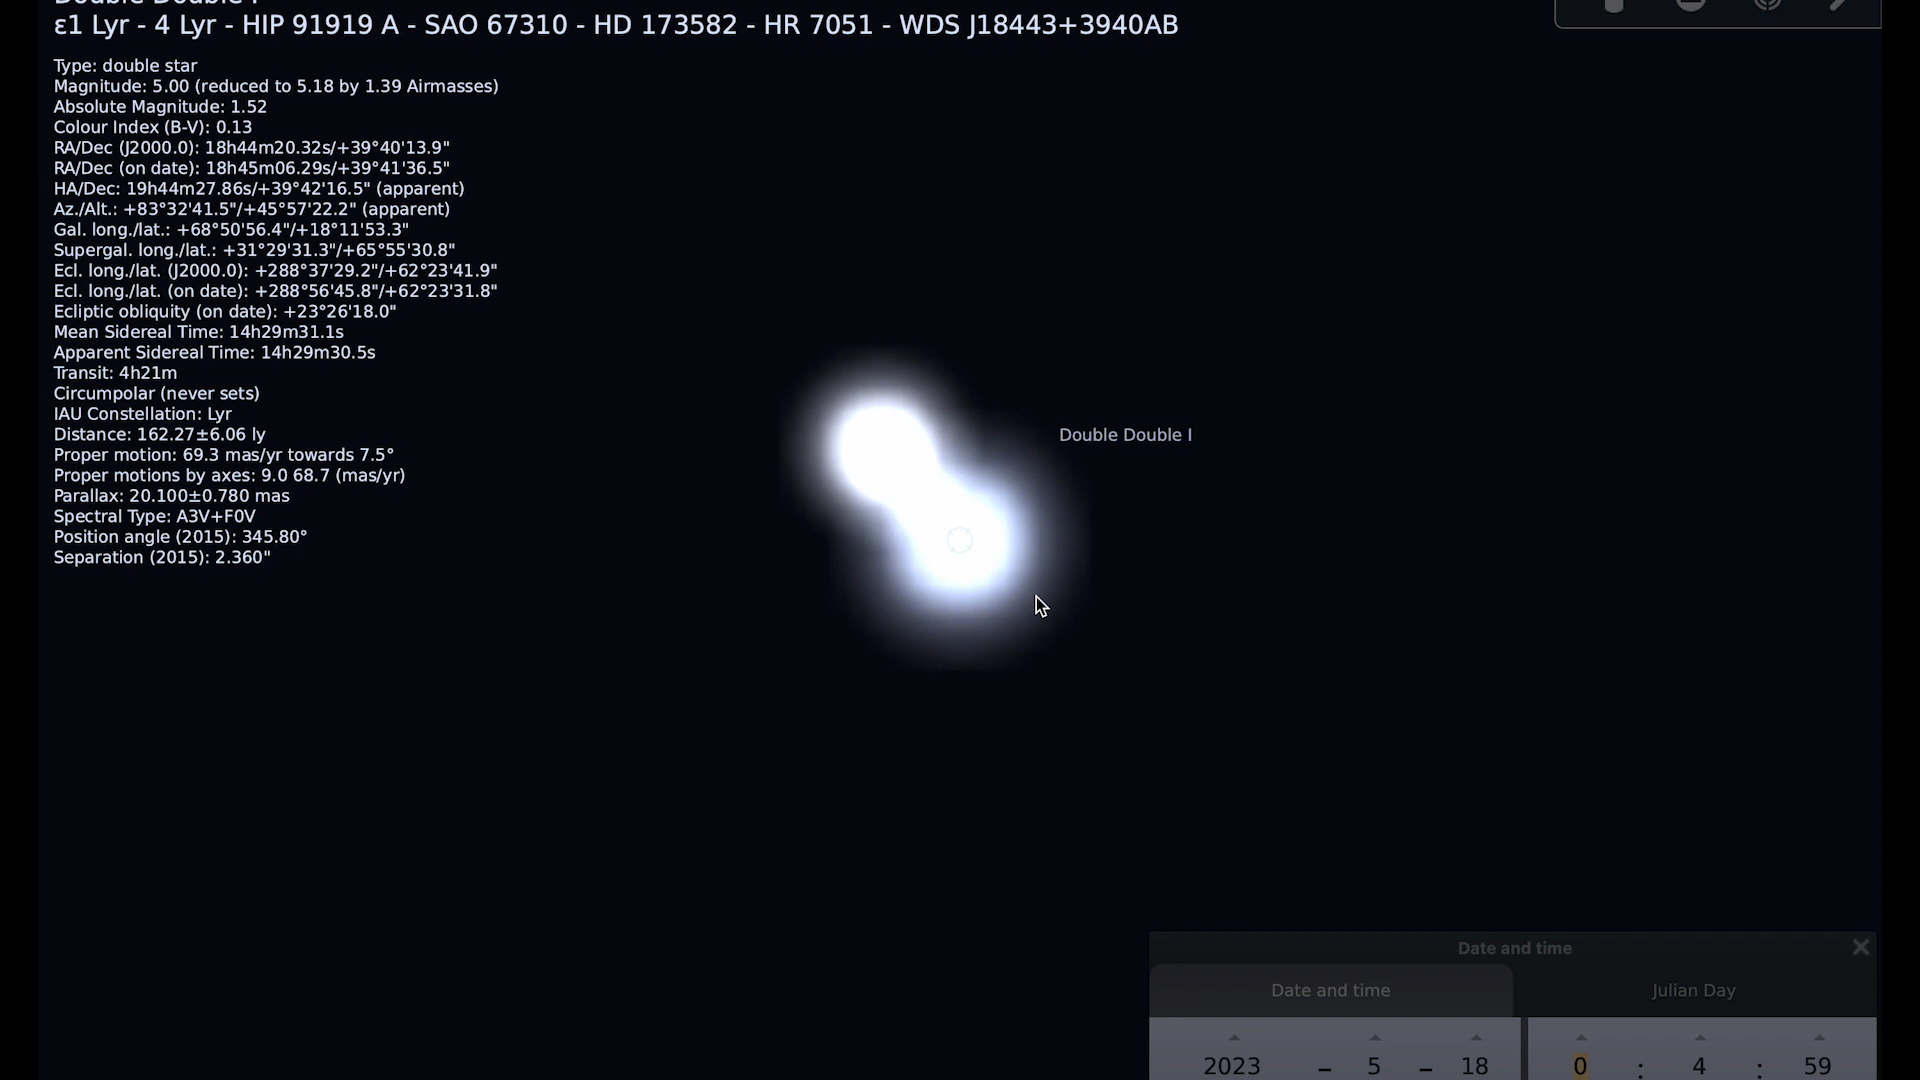 Double Double I
ε1 Lyr - 4 Lyr - HIP 91919 A - SAO 67310 - HD 173582 - HR 7051 - WDS J18443+3940AB
Type: double star
Magnitude: 5.00 (reduced to 5.18 by 1.39 Airmasses)
Absolute Magnitude: 1.52
Colour Index (B-V): 0.13
RA/Dec (J2000.0): 18h44m20.32s/+39°40'13.9"
RA/Dec (on date): 18h45m06.29s/+39°41'36.5"
HA/Dec: 19h44m27.86s/+39°42'16.5" (apparent)
Az./Alt.: +83°32'41.5"/+45°57'22.2" (apparent)
Gal. long./lat.: +68°50'56.4"/+18°11'53.3"
Supergal. long./lat.: +31°29'31.3"/+65°55'30.8"
Ecl. long./lat. (J2000.0): +288°37'29.2"/+62°23'41.9"
Ecl. long./lat. (on date): +288°56'45.8"/+62°23'31.8"
Ecliptic obliquity (on date): +23°26'18.0"
Mean Sidereal Time: 14h29m31.1s
Apparent Sidereal Time: 14h29m30.5s
Transit: 4h21m
Circumpolar (never sets)
IAU Constellation: Lyr
Distance: 162.27±6.06 ly
Proper motion: 69.3 mas/yr towards 7.5°
Proper motions by axes: 9.0 68.7 (mas/yr)
Parallax: 20.100±0.780 mas
Spectral Type: A3V+F0V
Position angle (2015): 345.80°
Separation (2015): 2.360"
Double Double I
Date and time
Date and time
Julian Day
2023 - 5 - 18
0 : 4 : 59